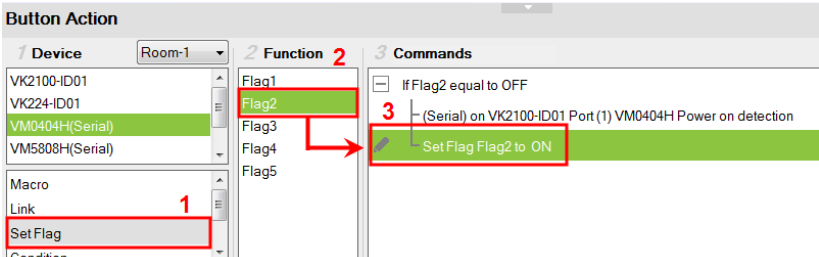 Button Action
1 Device Room-1
2 Function 2
3 Commands
VK2100-ID01
VK224-ID01
VM0404H(Serial)
VM5808H(Serial)
Macro
Link 1
Set Flag
Condition
Flag1
Flag2
Flag3
Flag4
Flag5
If Flag2 equal to OFF
3 (Serial) on VK2100-ID01 Port (1) VM0404H Power on detection
Set Flag Flag2 to ON